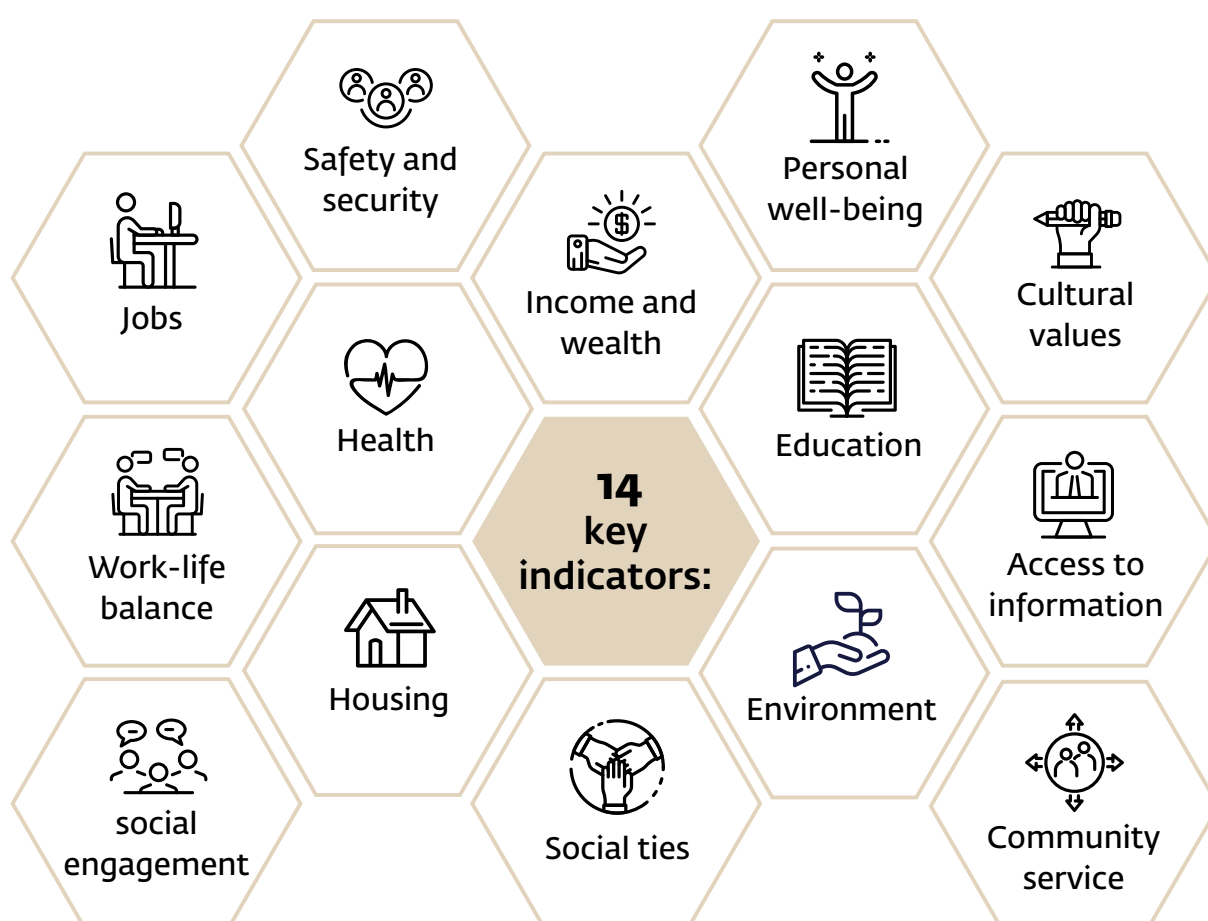 Safety and
security
Personal
well-being
Jobs
Income and
wealth
$
Cultural
values
Health
Education
14
key
indicators:
Work-life
balance
Access to
information
Housing
Environment
social
engagement
Social ties
Community
service